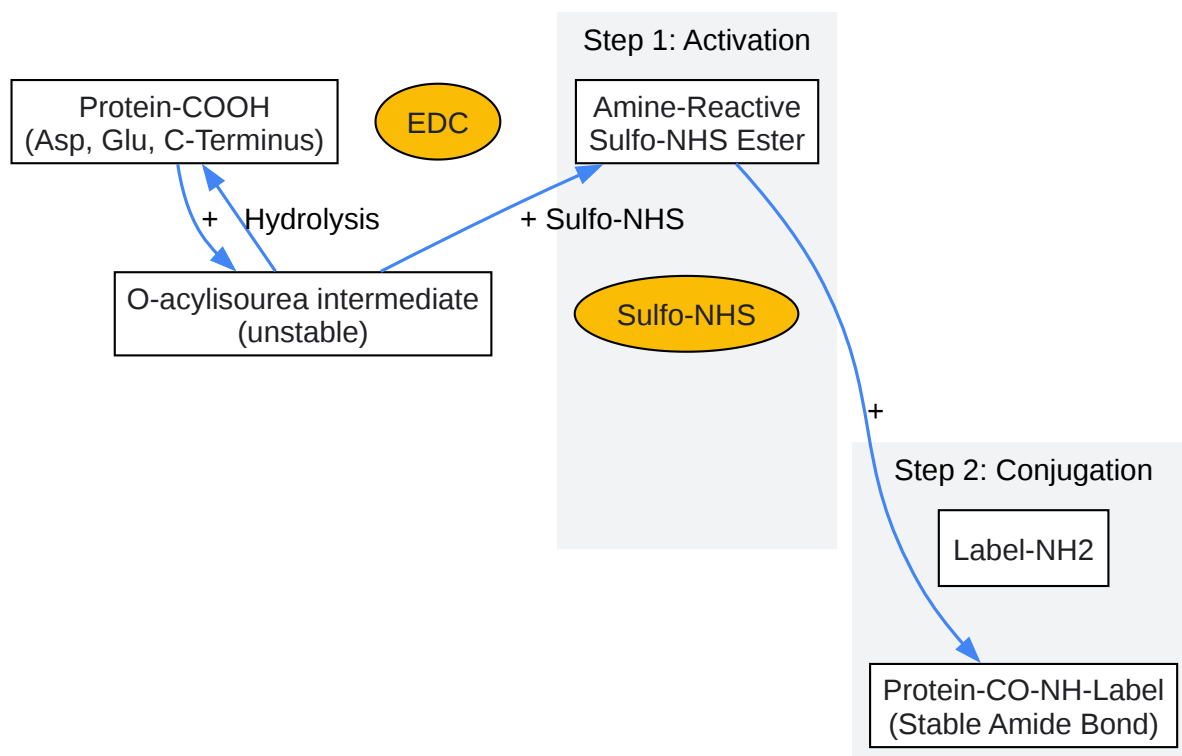 Step 1: Activation
Protein-COOH
(Asp, Glu, C-Terminus)
EDC
Amine-Reactive
Sulfo-NHS Ester
+
Hydrolysis
+ Sulfo-NHS
O-acylisourea intermediate
(unstable)
Sulfo-NHS
+
Step 2: Conjugation
Label-NH2
Protein-CO-NH-Label
(Stable Amide Bond)